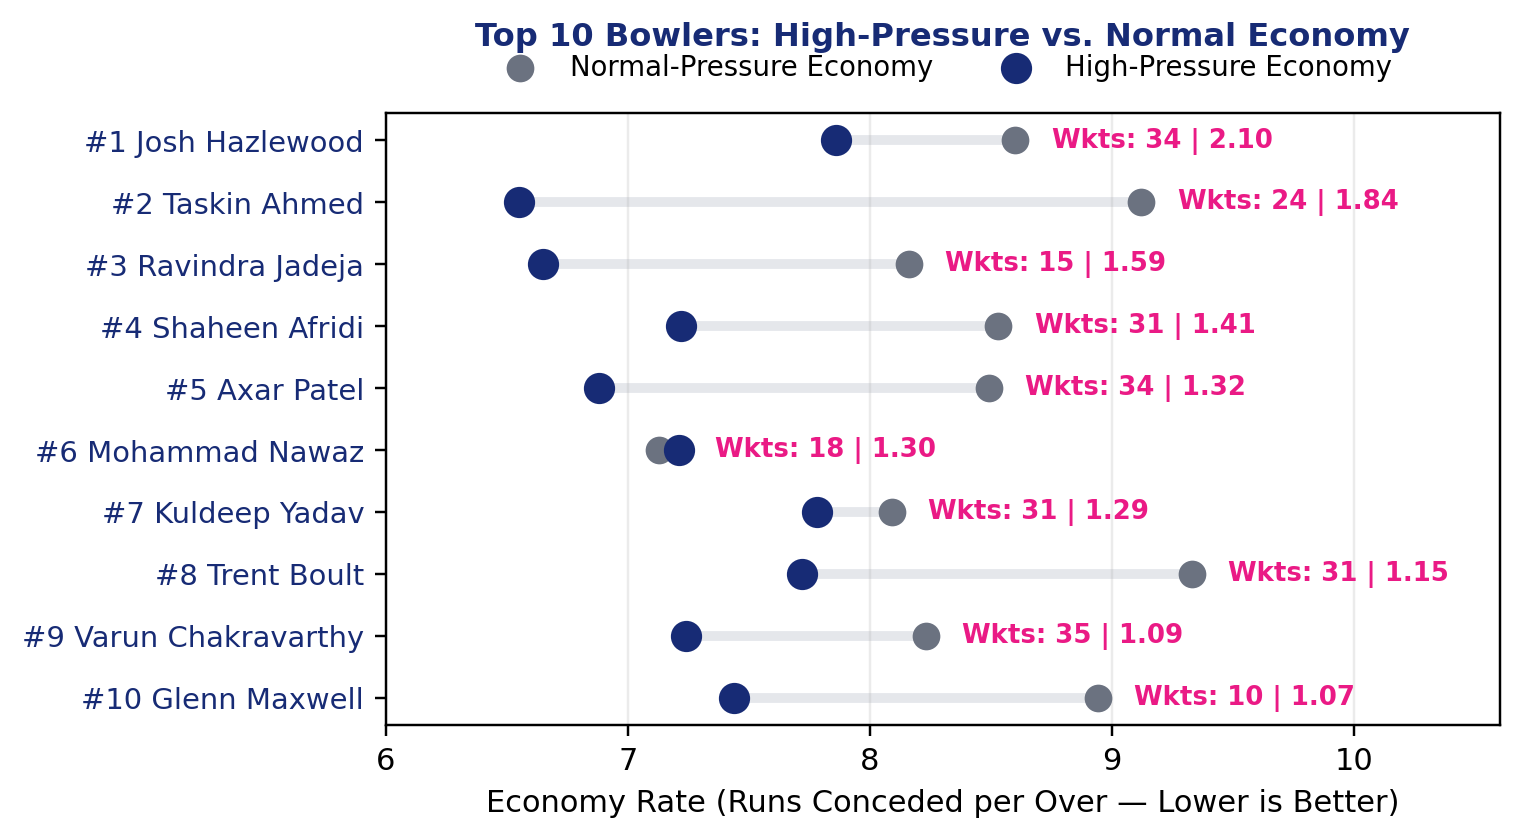 Top 10 Bowlers: High-Pressure vs. Normal Economy
Normal-Pressure Economy High-Pressure Economy
#1 Josh Hazlewood Wkts: 34 | 2.10
#2 Taskin Ahmed Wkts: 24 | 1.84
#3 Ravindra Jadeja Wkts: 15 | 1.59
#4 Shaheen Afridi Wkts: 31 | 1.41
#5 Axar Patel Wkts: 34 | 1.32
#6 Mohammad Nawaz Wkts: 18 | 1.30
#7 Kuldeep Yadav Wkts: 31 | 1.29
#8 Trent Boult Wkts: 31 | 1.15
#9 Varun Chakravarthy Wkts: 35 | 1.09
#10 Glenn Maxwell Wkts: 10 | 1.07
6 7 8 9 10
Economy Rate (Runs Conceded per Over — Lower is Better)